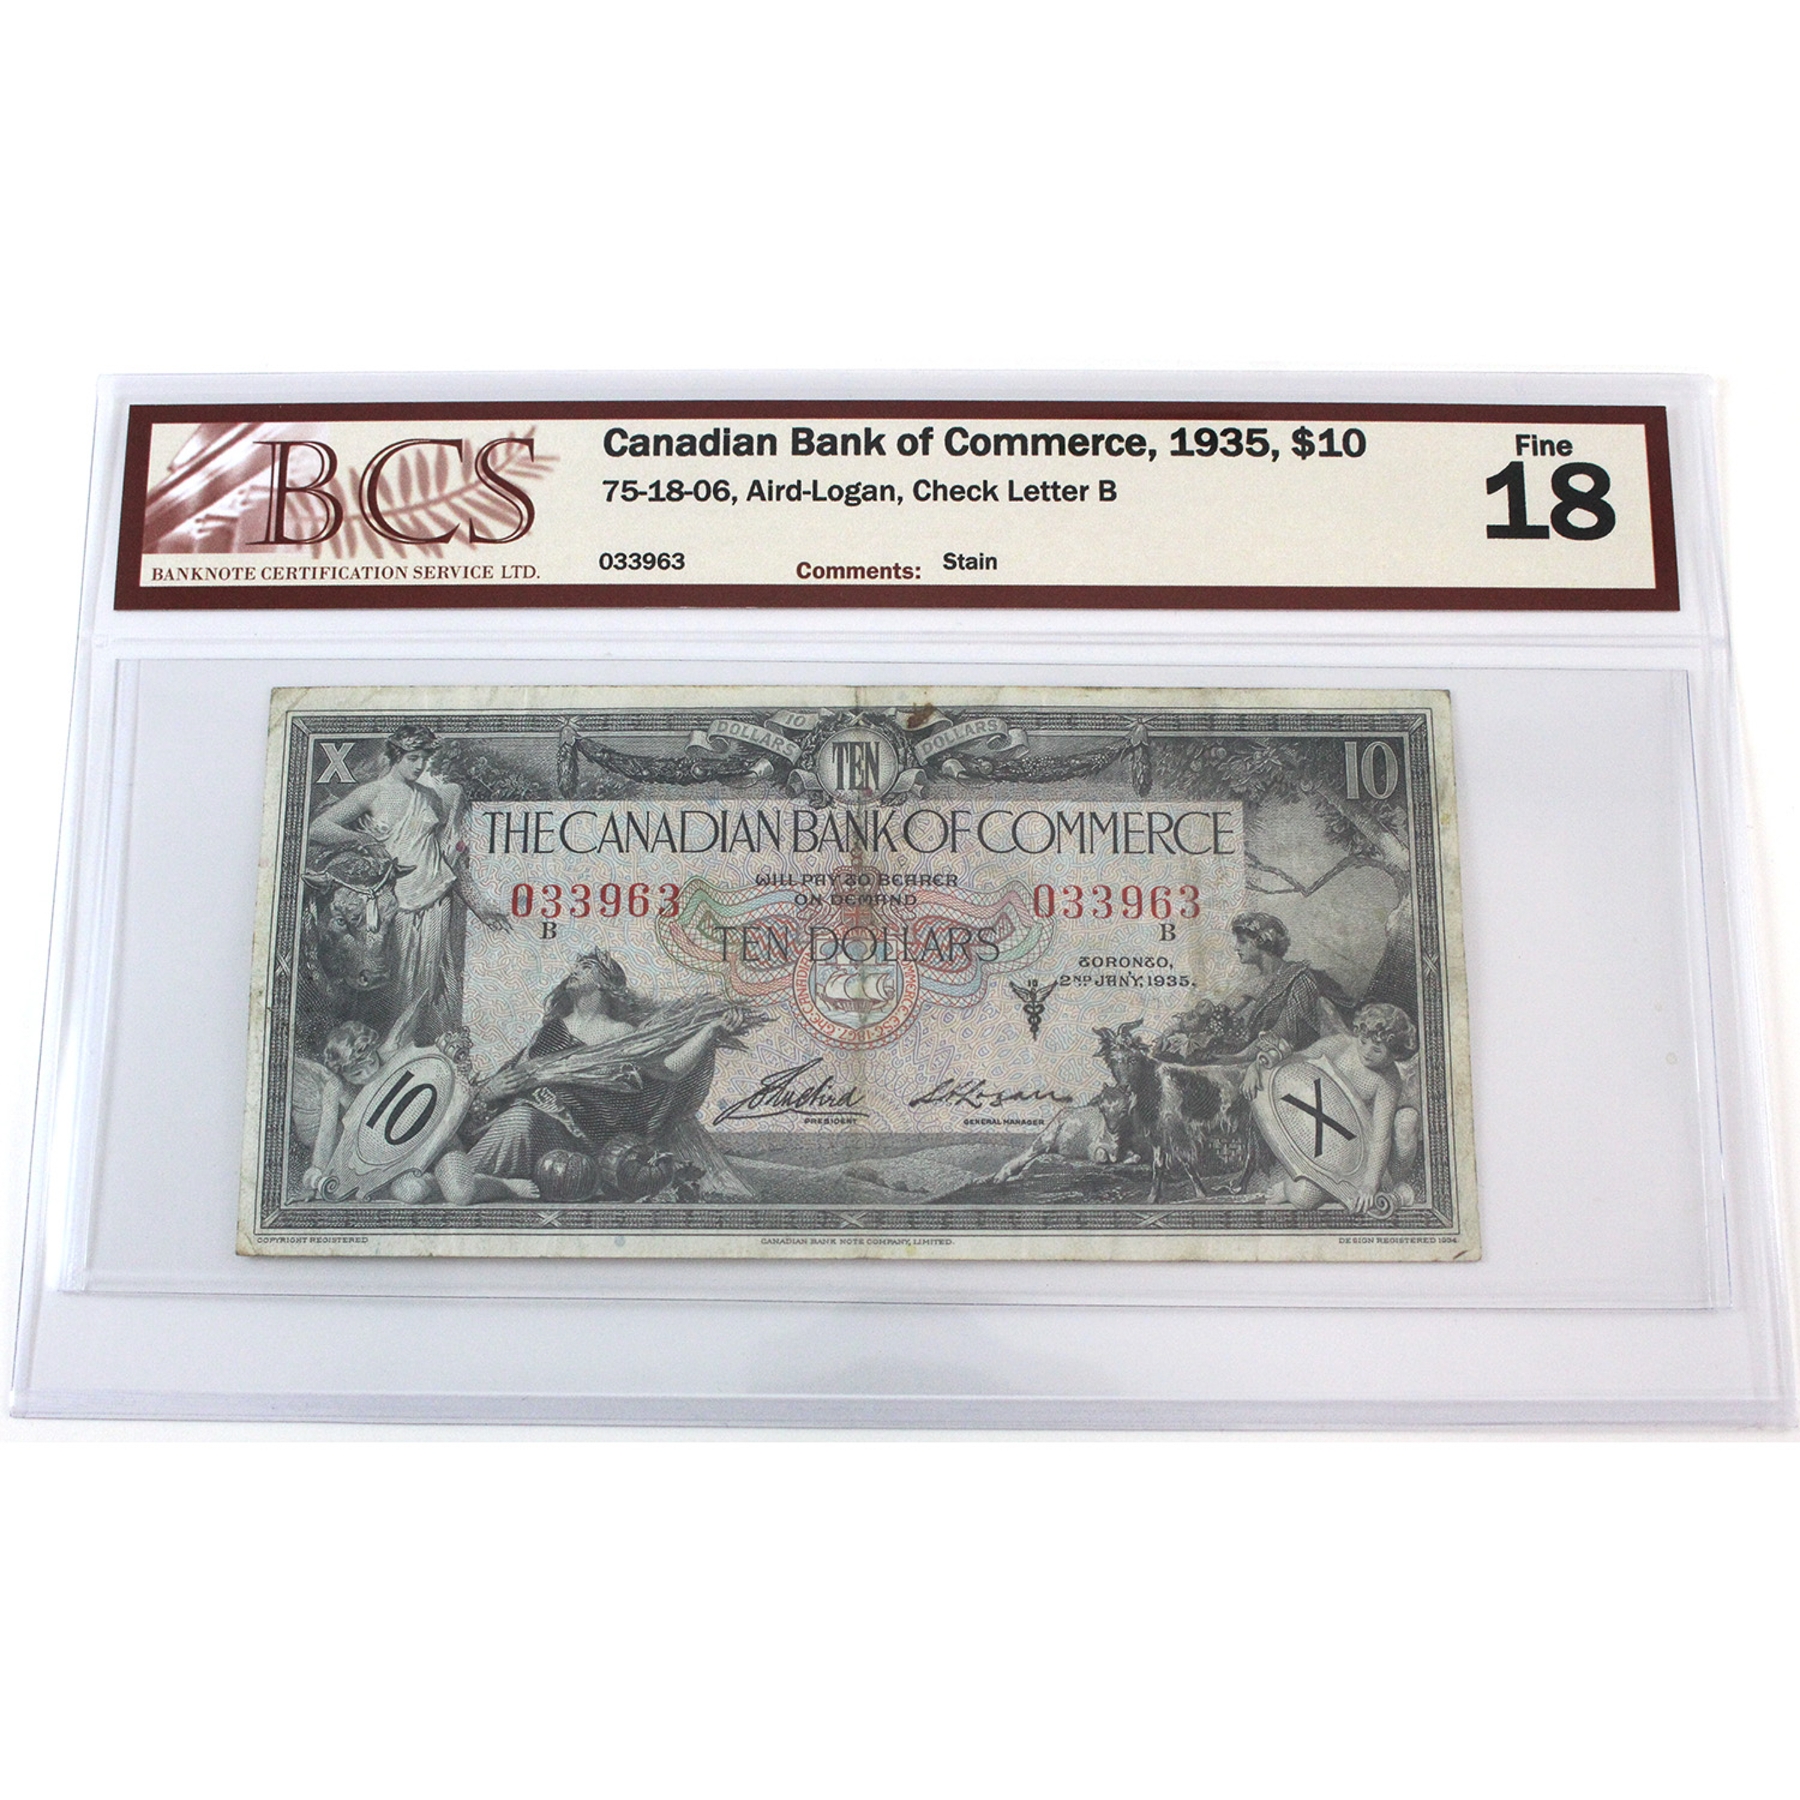 BCS
BANKNOTE CERTIFICATION SERVICE LTD.
Canadian Bank of Commerce, 1935, $10
75-18-06, Aird-Logan, Check Letter B
033963 Comments: Stain
Fine
18
X 10
DOLLARS 10 DOLLARS
TEN
THE CANADIAN BANK OF COMMERCE
WILL PAY TO BEARER
ON DEMAND
033963 033963
B B
TEN DOLLARS
TORONTO,
2ND JAN'Y, 1935.
10
10 X
PRESIDENT GENERAL MANAGER
COPYRIGHT REGISTERED CANADIAN BANK NOTE COMPANY, LIMITED. DESIGN REGISTERED 1934